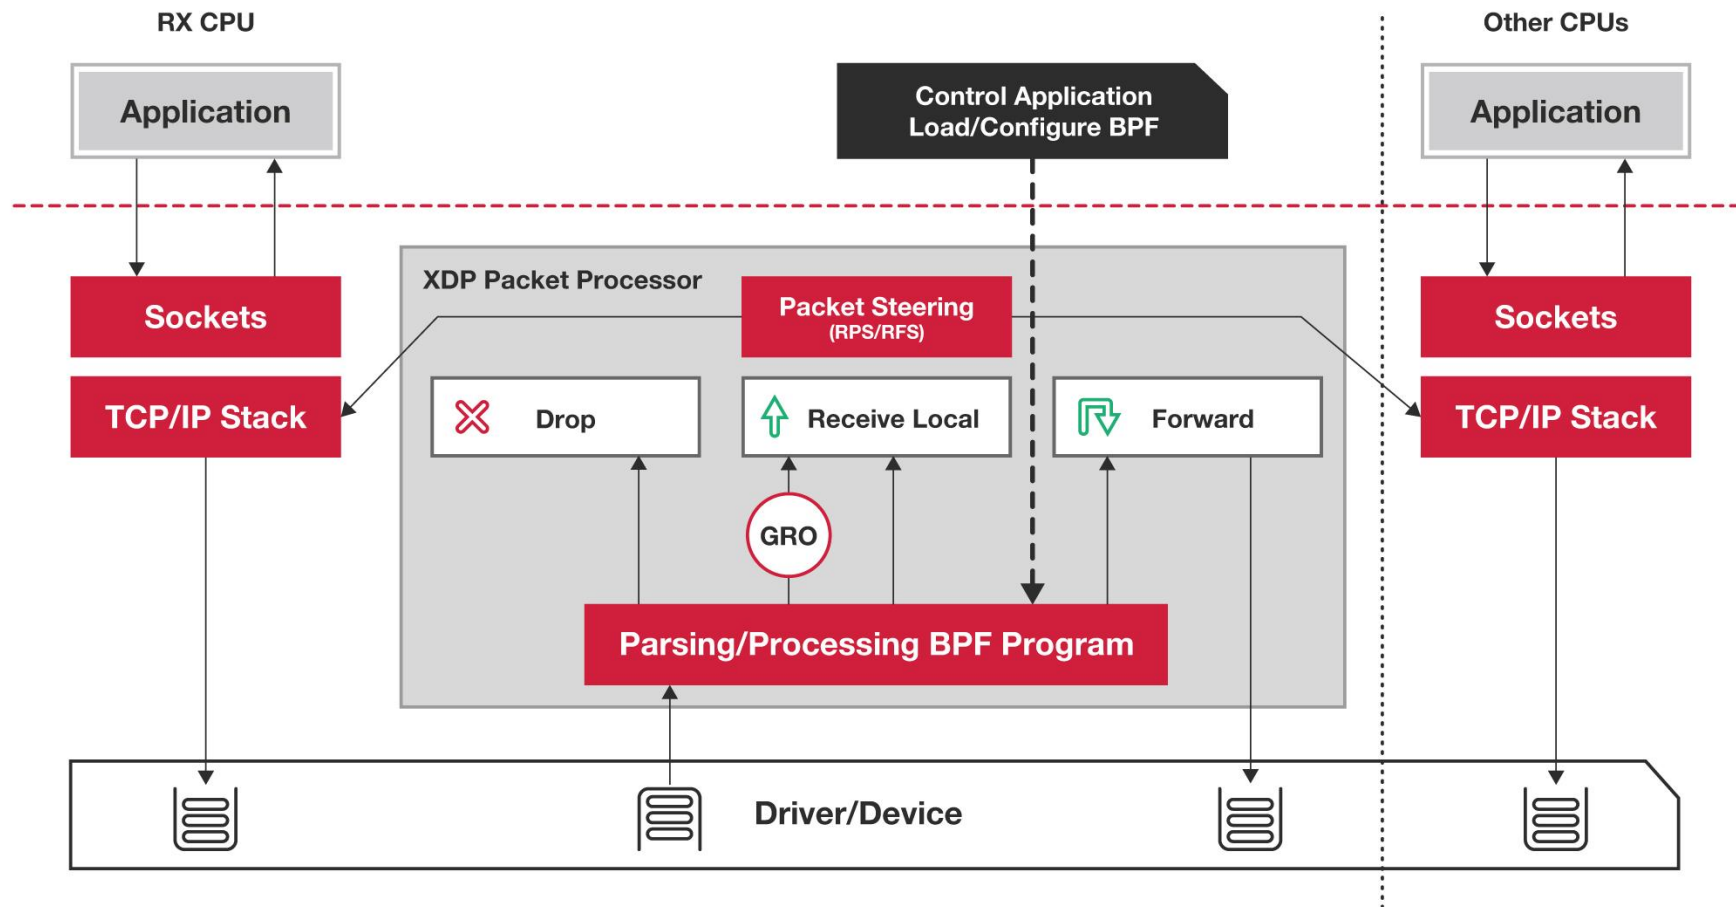 RX CPU
Other CPUs
Application
Control Application
Load/Configure BPF
Application
XDP Packet Processor
Sockets
Packet Steering
(RPS/RFS)
Sockets
TCP/IP Stack
Drop
Receive Local
Forward
TCP/IP Stack
GRO
Parsing/Processing BPF Program
Driver/Device